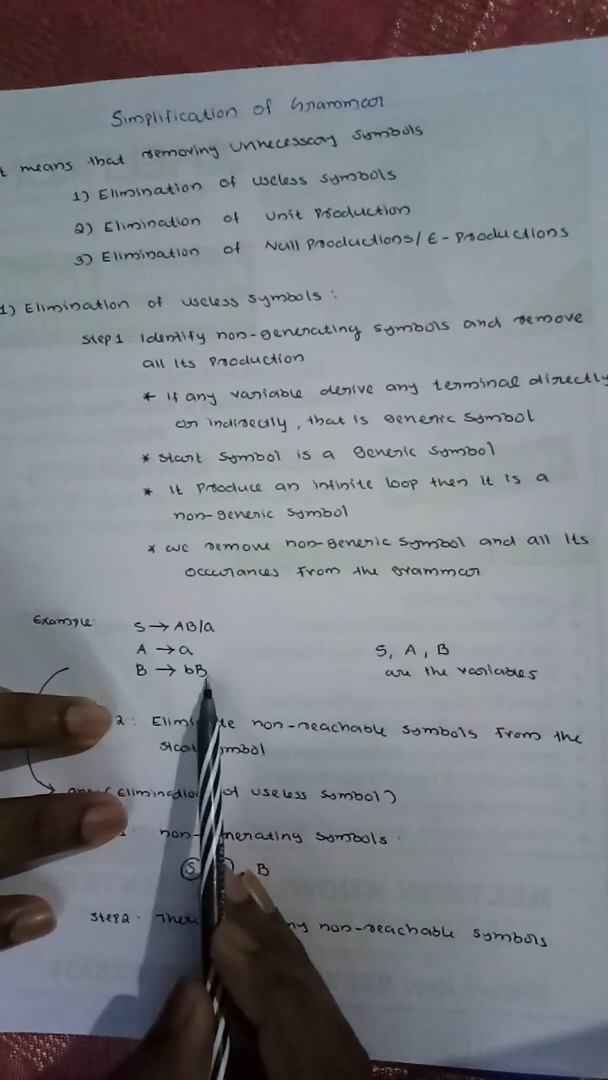 Simplification of Grammar
t means that removing unnecessary symbols
1) Elimination of useless symbols
2) Elimination of Unit Production
3) Elimination of Null Productions/ ε- Productions
1) Elimination of useless symbols :
Step1 Identify non-generating symbols and remove
all its production
* If any variable derive any terminal directly
or indirectly, that is generic symbol
* start symbol is a generic symbol
* It Produce an infinite loop then it is a
non-generic symbol
* we remove non-generic symbol and all its
occurances from the Grammar
Example:
S → AB/a
A → a
B → bB
S, A, B
are the variables
2: non-reachable symbols from the
(Elimination of useless symbol)
symbols.
S B
Step2. non-reachable symbols